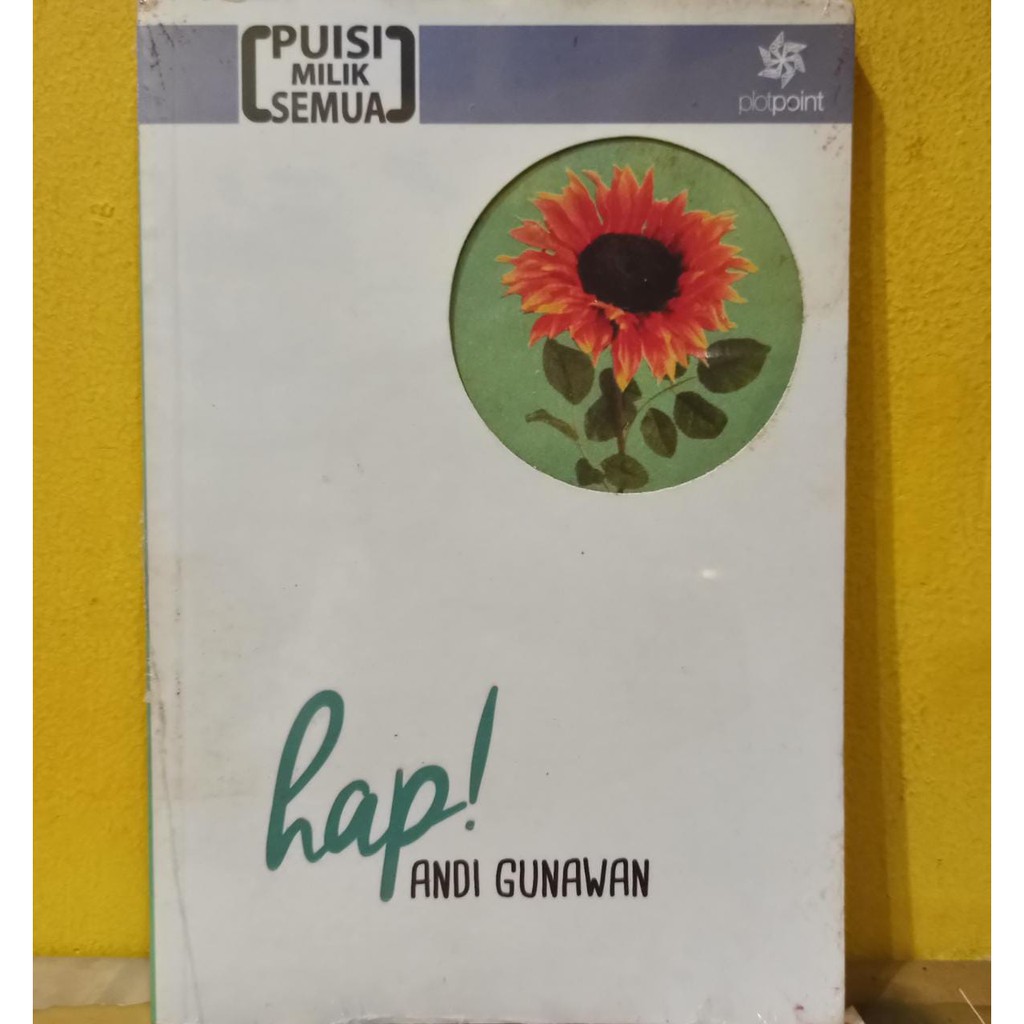 PUISI
MILIK
SEMUA
plotpoint
hap!
ANDI GUNAWAN